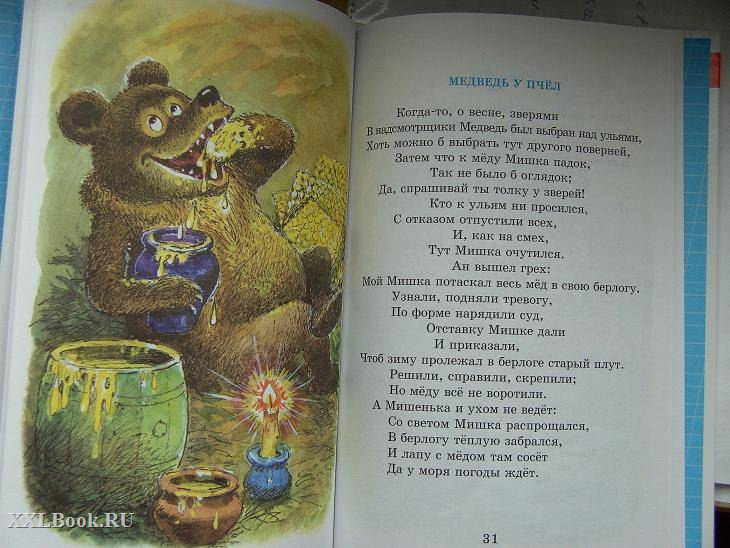 МЕДВЕДЬ У ПЧЁЛ
Когда-то, о весне, зверями
В надсмотрщики Медведь был выбран над ульями,
Хоть можно б выбрать тут другого поверней,
Затем что к мёду Мишка падок,
Так не было б оглядок;
Да, спрашивай ты толку у зверей!
Кто к ульям ни просился,
С отказом отпустили всех,
И, как на смех,
Тут Мишка очутился.
Ан вышел грех:
Мой Мишка потаскал весь мёд в свою берлогу.
Узнали, подняли тревогу,
По форме нарядили суд,
Отставку Мишке дали
И приказали,
Чтоб зиму пролежал в берлоге старый плут.
Решили, справили, скрепили;
Но мёду всё не воротили.
А Мишенька и ухом не ведёт:
Со светом Мишка распрощался,
В берлогу тёплую забрался,
И лапу с мёдом там сосёт
Да у моря погоды ждёт.
31
XXLBook.RU